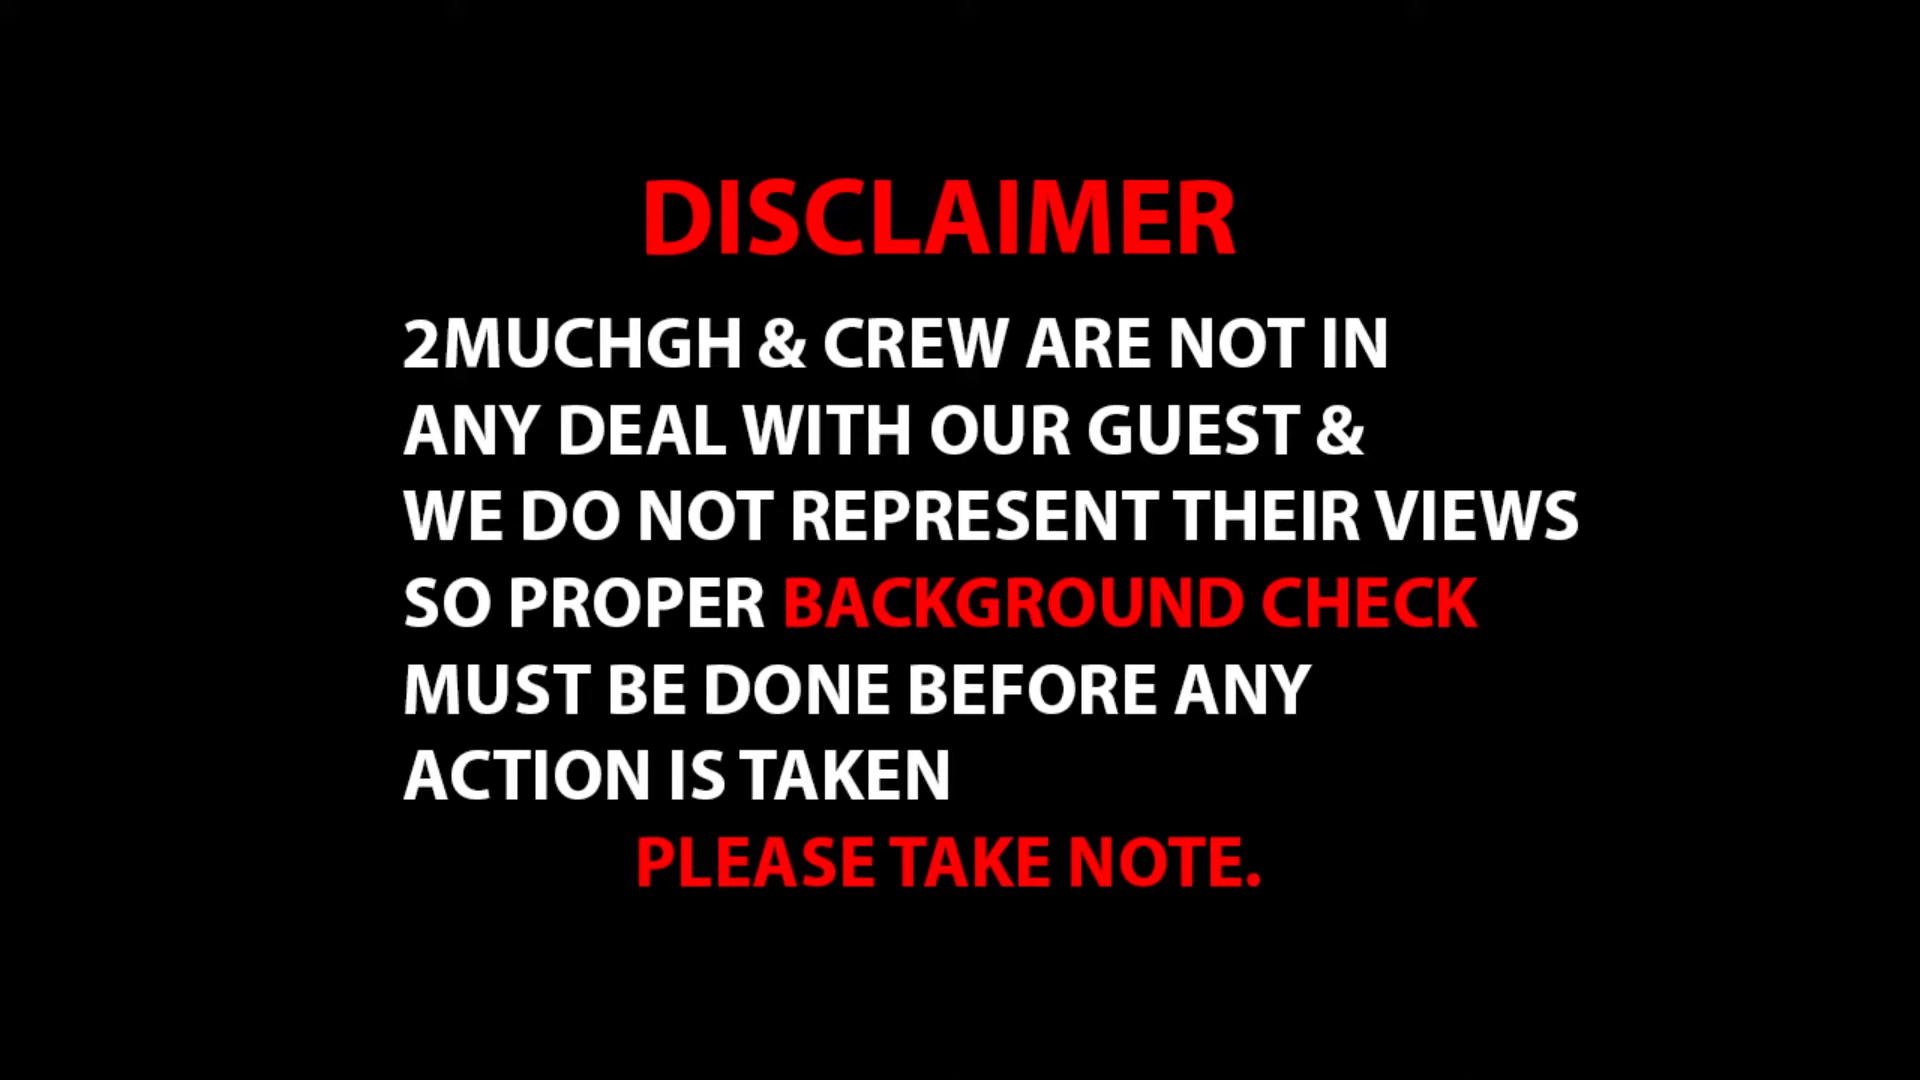 DISCLAIMER
2MUCHGH & CREW ARE NOT IN
ANY DEAL WITH OUR GUEST &
WE DO NOT REPRESENT THEIR VIEWS
SO PROPER BACKGROUND CHECK
MUST BE DONE BEFORE ANY
ACTION IS TAKEN
PLEASE TAKE NOTE.